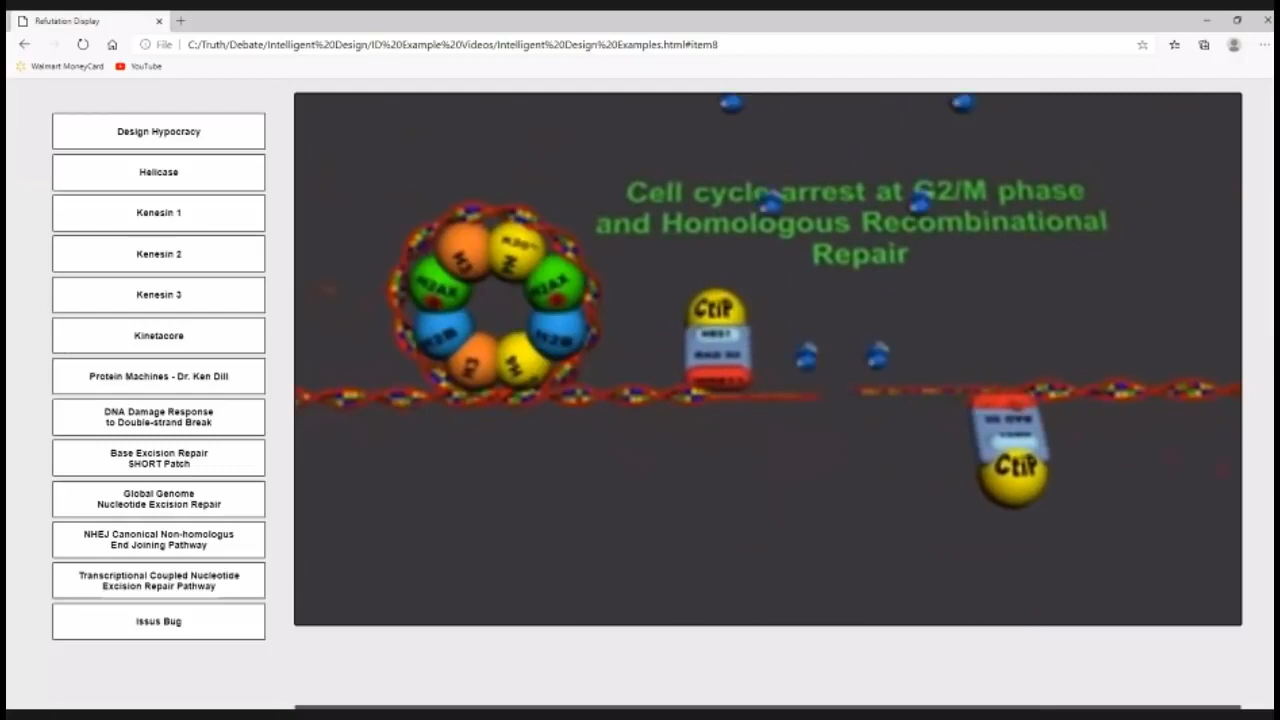 Refutation Display
File
C:/Truth/Debate/Intelligent%20Design/ID%20Example%20Videos/Intelligent%20Design%20Examples.html#item8
Walmart MoneyCard
YouTube
Design Hypocracy
Helicase
Kenesin 1
Kenesin 2
Kenesin 3
Kinetacore
Protein Machines - Dr. Ken Dill
DNA Damage Response
to Double-strand Break
Base Excision Repair
SHORT Patch
Global Genome
Nucleotide Excision Repair
NHEJ Canonical Non-homologus
End Joining Pathway
Transcriptional Coupled Nucleotide
Excision Repair Pathway
Issus Bug
Cell cycle arrest at G2/M phase
and Homologous Recombinational
Repair
H3
H4
H2AX
H2AX
H2B
H2B
H3
H4
CtiP
CtiP